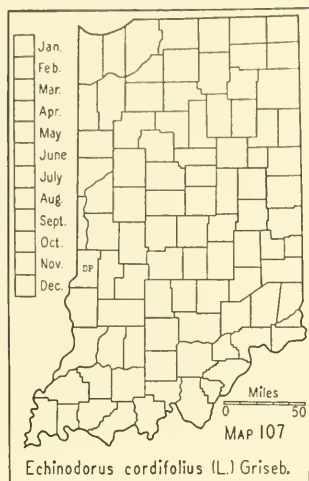 Jan.
Feb.
Mar.
Apr.
May
June
July
Aug.
Sept.
Oct.
Nov.
Dec.
DP
Miles
0 50
MAP 107
Echinodorus cordifolius (L.) Griseb.